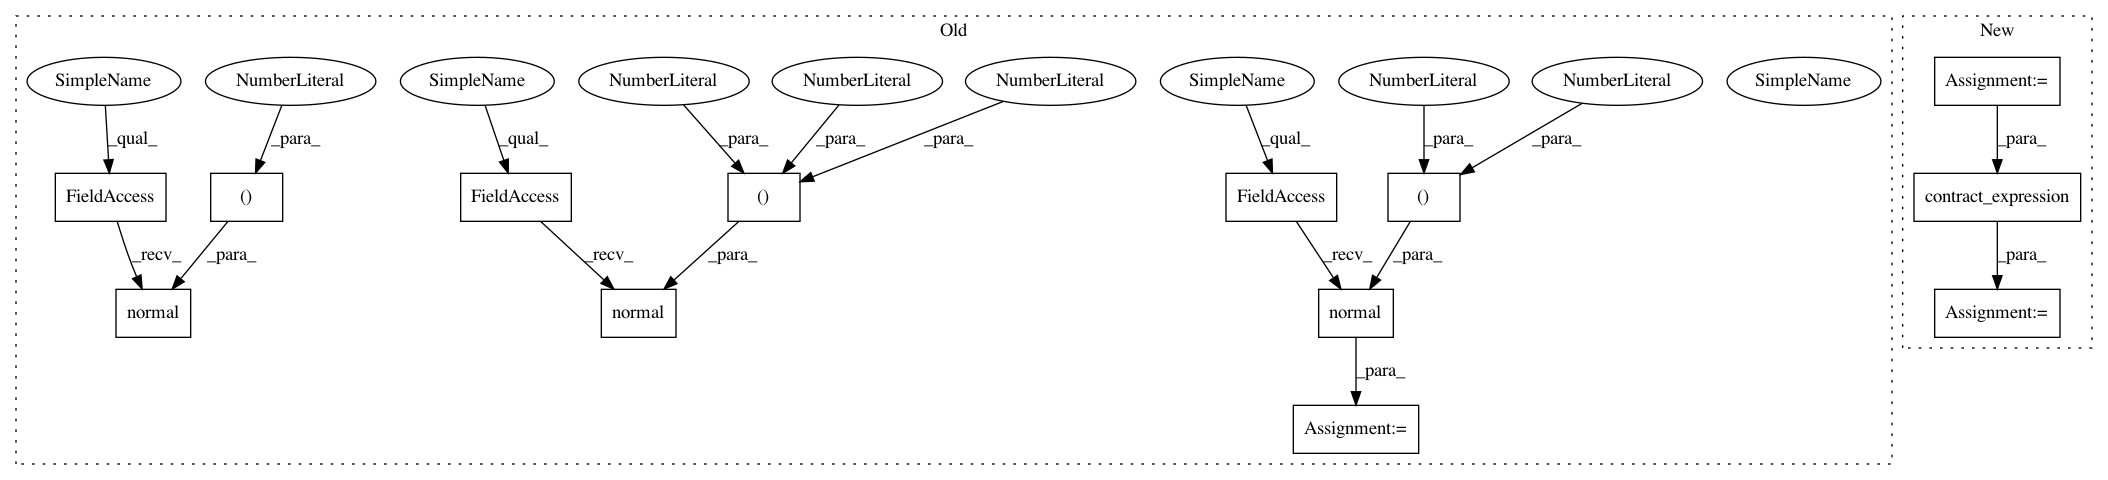 Old
New
SimpleName
NumberLiteral
SimpleName
NumberLiteral
NumberLiteral
NumberLiteral
SimpleName
NumberLiteral
NumberLiteral
SimpleName
Assignment:=
_qual_
_para_
_qual_
_para_
_para_
_para_
_qual_
_para_
_para_
_para_
FieldAccess
()
FieldAccess
()
FieldAccess
()
contract_expression
_recv_
_para_
_recv_
_para_
_recv_
_para_
_para_
normal
normal
normal
Assignment:=
_para_
Assignment:=